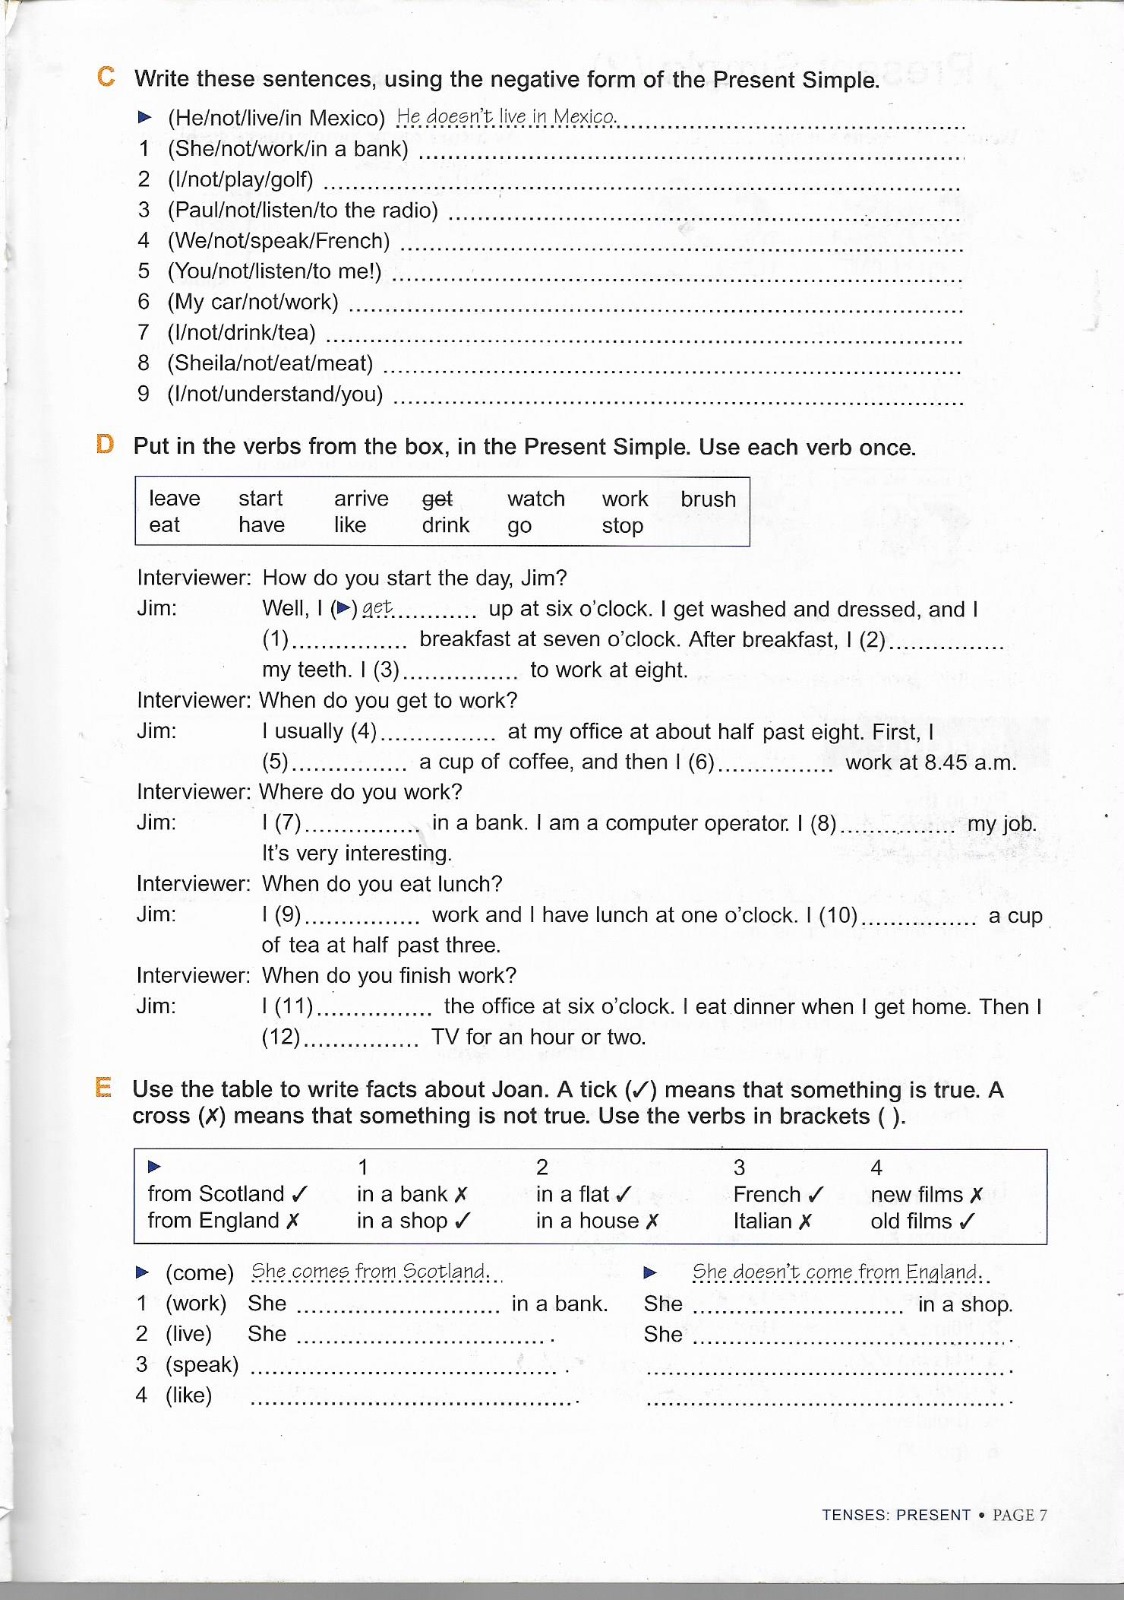 C Write these sentences, using the negative form of the Present Simple.
► (He/not/live/in Mexico) He doesn't live in Mexico.
1 (She/not/work/in a bank) ..........
2 (I/not/play/golf) ..........
3 (Paul/not/listen/to the radio) ..........
4 (We/not/speak/French) ..........
5 (You/not/listen/to me!) ..........
6 (My car/not/work) ..........
7 (I/not/drink/tea) ..........
8 (Sheila/not/eat/meat) ..........
9 (I/not/understand/you) ..........
D Put in the verbs from the box, in the Present Simple. Use each verb once.
leave start arrive get watch work brush
eat have like drink go stop
Interviewer: How do you start the day, Jim?
Jim: Well, I (►) get.......... up at six o'clock. I get washed and dressed, and I
(1).......... breakfast at seven o'clock. After breakfast, I (2)..........
my teeth. I (3).......... to work at eight.
Interviewer: When do you get to work?
Jim: I usually (4).......... at my office at about half past eight. First, I
(5).......... a cup of coffee, and then I (6).......... work at 8.45 a.m.
Interviewer: Where do you work?
Jim: I (7).......... in a bank. I am a computer operator. I (8).......... my job.
It's very interesting.
Interviewer: When do you eat lunch?
Jim: I (9).......... work and I have lunch at one o'clock. I (10).......... a cup
of tea at half past three.
Interviewer: When do you finish work?
Jim: I (11).......... the office at six o'clock. I eat dinner when I get home. Then I
(12).......... TV for an hour or two.
E Use the table to write facts about Joan. A tick (✓) means that something is true. A
cross (✗) means that something is not true. Use the verbs in brackets ( ).
► 1 2 3 4
from Scotland ✓ in a bank ✗ in a flat ✓ French ✓ new films ✗
from England ✗ in a shop ✓ in a house ✗ Italian ✗ old films ✓
► (come) She comes from Scotland. ► She doesn't come from England.
1 (work) She .......... in a bank. She .......... in a shop.
2 (live) She .......... . She .......... .
3 (speak) .......... . .......... .
4 (like) .......... . .......... .
TENSES: PRESENT • PAGE 7